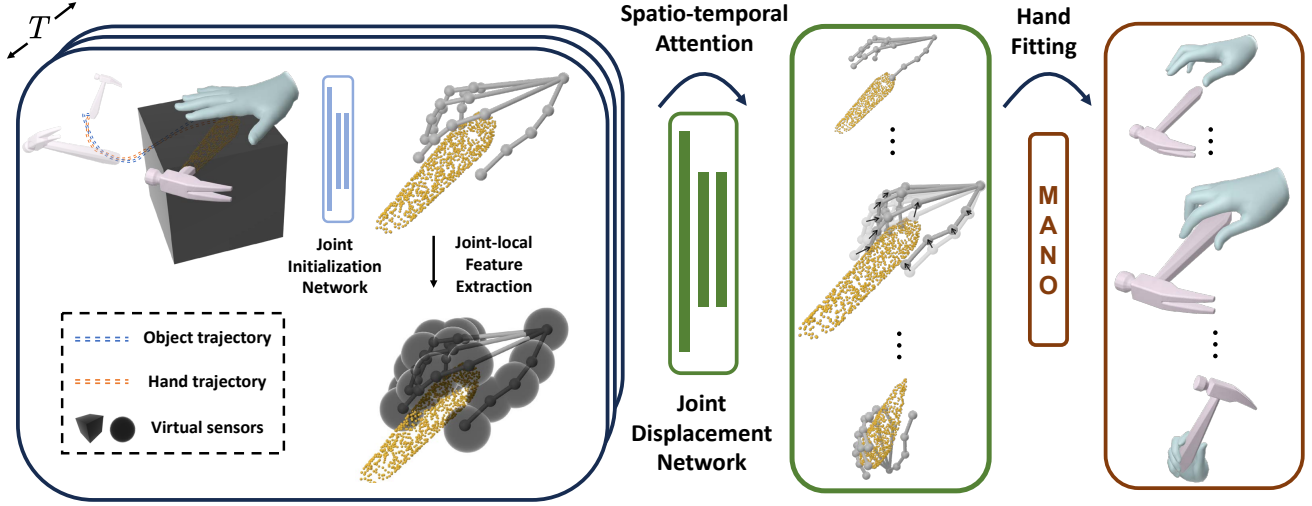 T
Joint
Initialization
Network
Joint-local
Feature
Extraction
Object trajectory
Hand trajectory
Virtual sensors
Spatio-temporal
Attention
Joint
Displacement
Network
Hand
Fitting
M
A
N
O